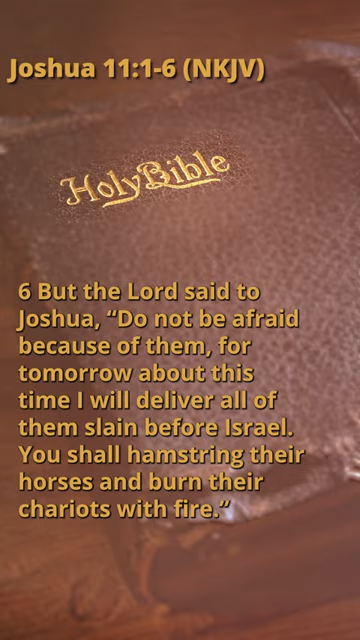 Joshua 11:1-6 (NKJV)
Holy Bible
6 But the Lord said to
Joshua, “Do not be afraid
because of them, for
tomorrow about this
time I will deliver all of
them slain before Israel.
You shall hamstring their
horses and burn their
chariots with fire.”